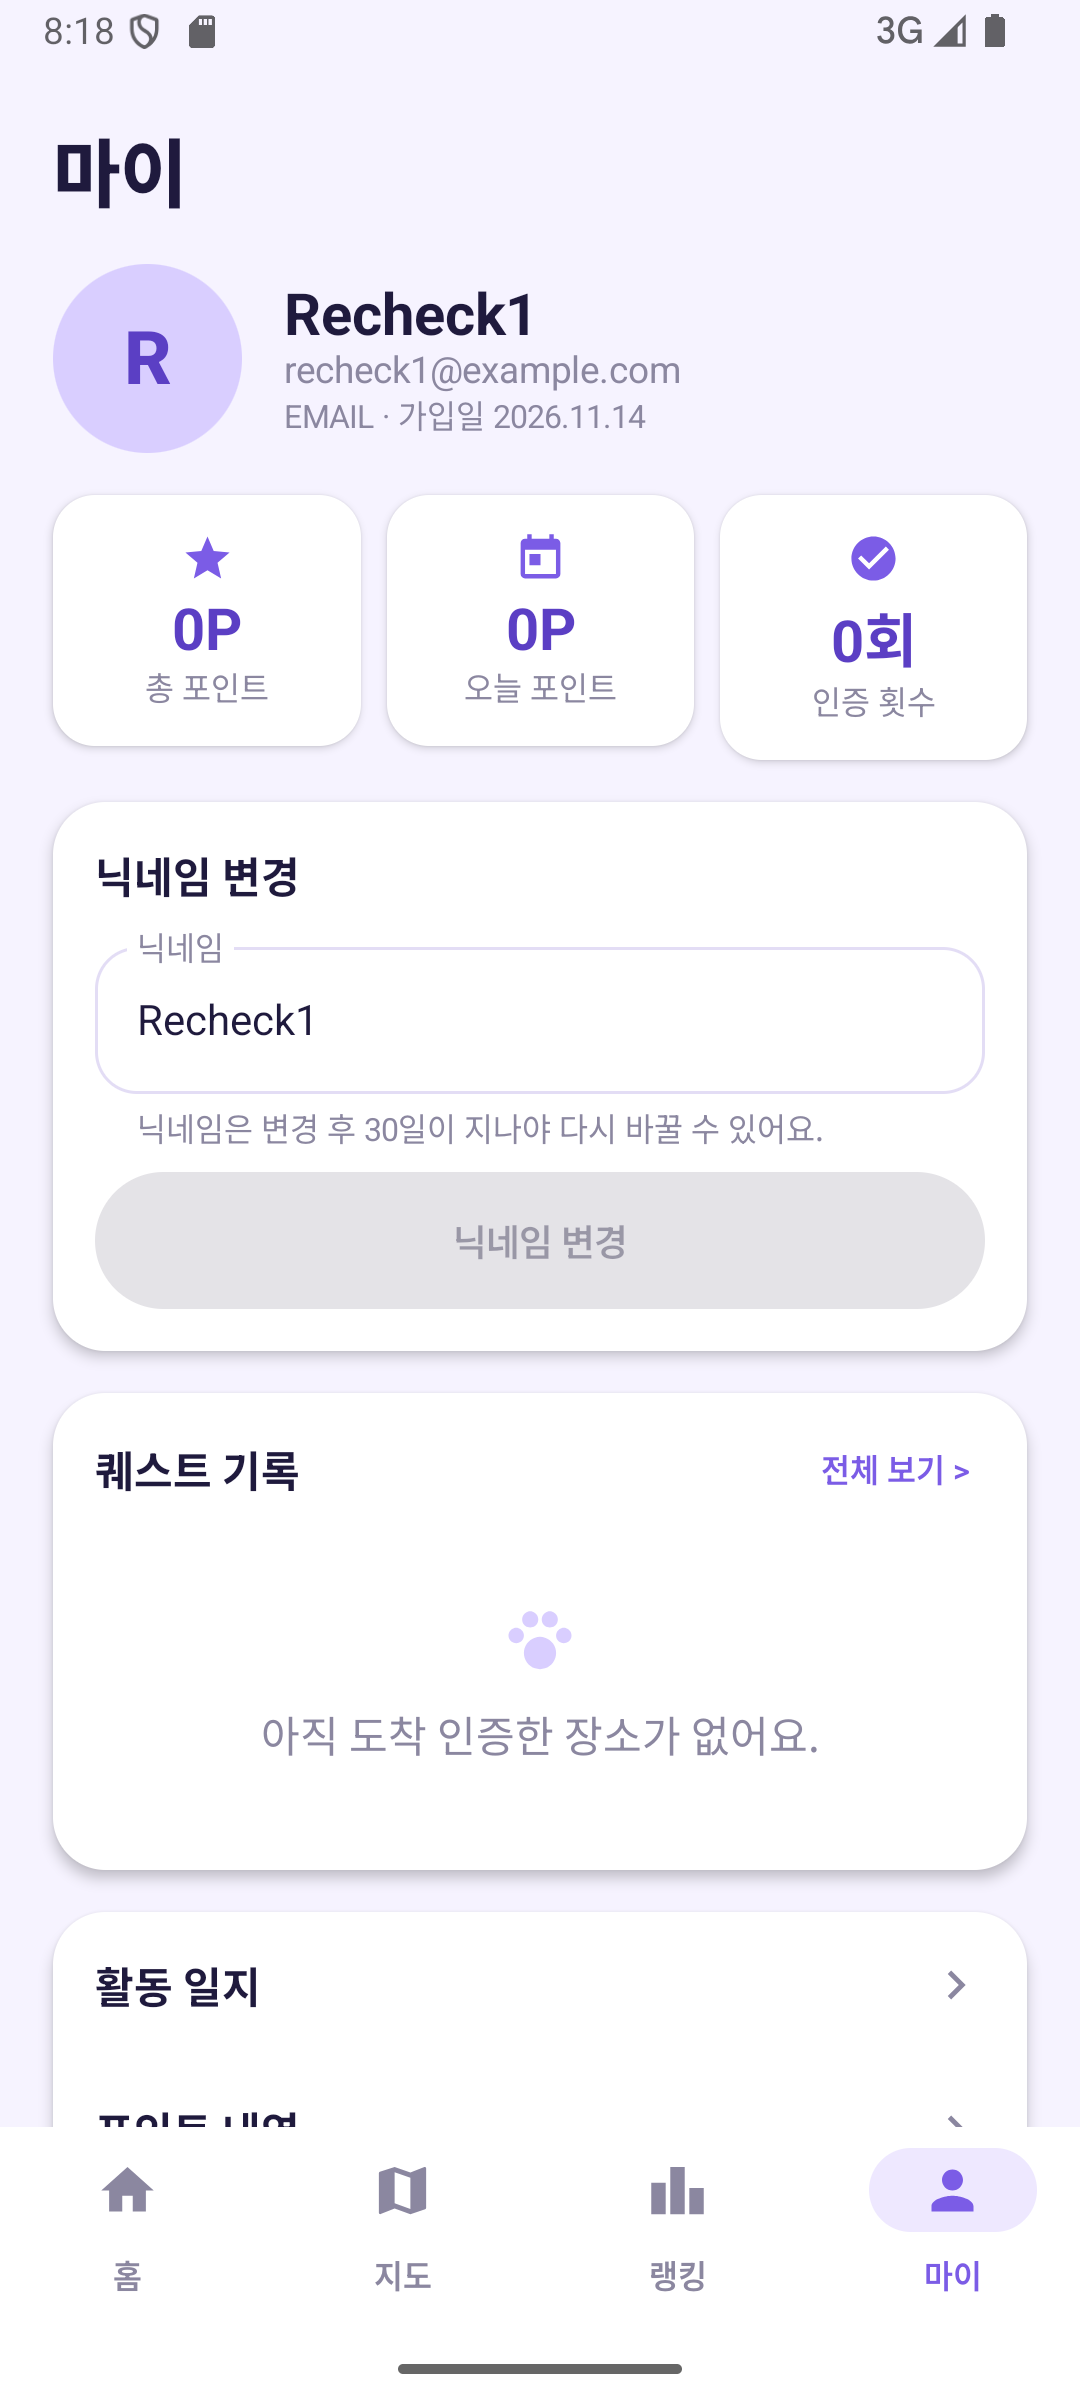 8:18
3G
마이
R
Recheck1
recheck1@example.com
EMAIL · 가입일 2026.11.14
0P
총 포인트
0P
오늘 포인트
0회
인증 횟수
닉네임 변경
닉네임
Recheck1
닉네임은 변경 후 30일이 지나야 다시 바꿀 수 있어요.
닉네임 변경
퀘스트 기록
전체 보기 >
아직 도착 인증한 장소가 없어요.
활동 일지
포인트 내역
홈
지도
랭킹
마이